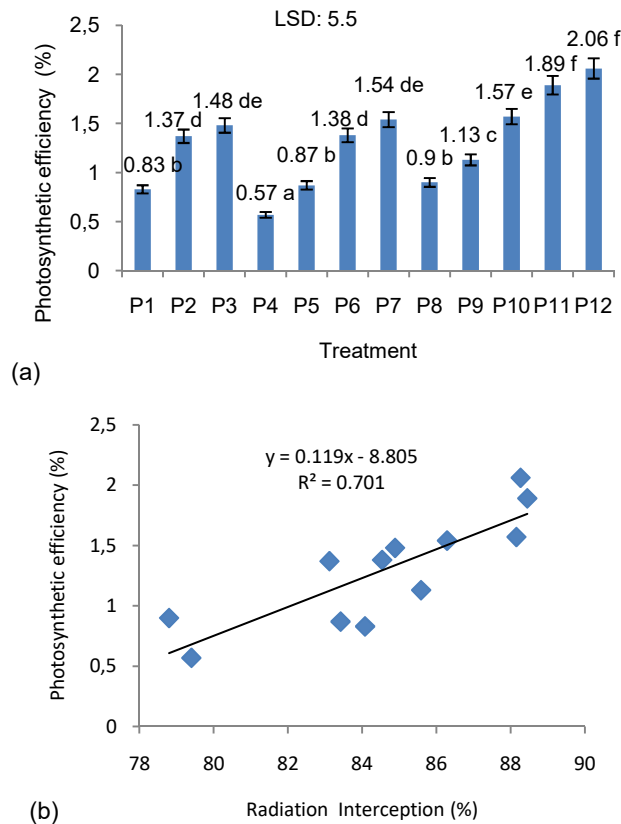 LSD: 5.5
2,5
2
1,5
1
0,5
0
Photosynthetic efficiency (%)
0.83 b
1.37 d
1.48 de
0.57 a
0.87 b
1.38 d
1.54 de
0.9 b
1.13 c
1.57 e
1.89 f
2.06 f
P1 P2 P3 P4 P5 P6 P7 P8 P9 P10 P11 P12
Treatment
(a)
2,5
2
1,5
1
0,5
0
Photosynthetic efficiency (%)
y = 0.119x - 8.805
R² = 0.701
78 80 82 84 86 88 90
Radiation Interception (%)
(b)